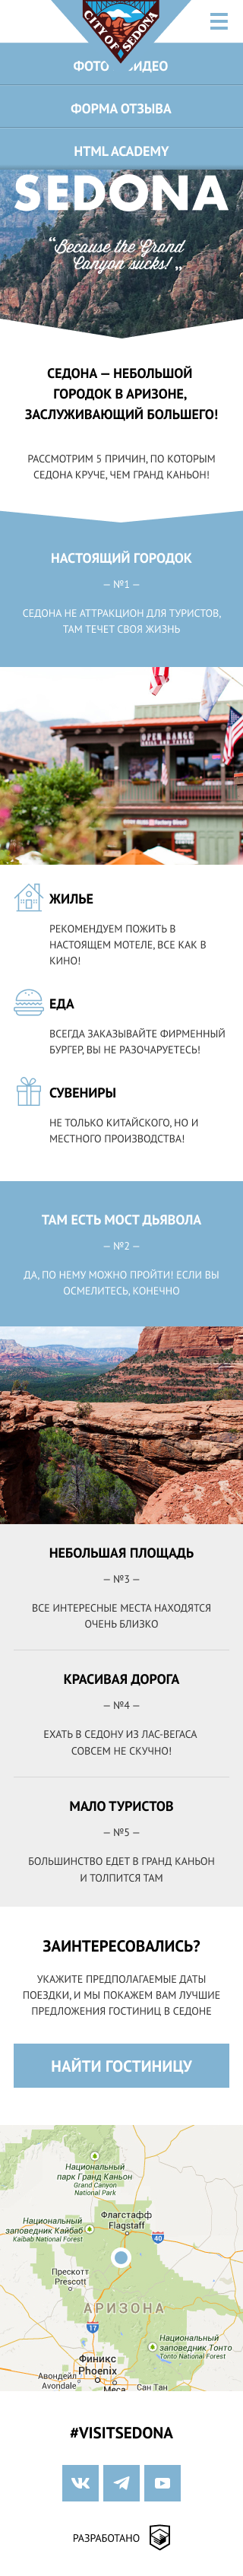 CITY OF SEDONA
ФОТО ВИДЕО
ФОРМА ОТЗЫВА
HTML ACADEMY
SEDONA
“Because the Grand
Canyon sucks!„
СЕДОНА — НЕБОЛЬШОЙ
ГОРОДОК В АРИЗОНЕ,
ЗАСЛУЖИВАЮЩИЙ БОЛЬШЕГО!
РАССМОТРИМ 5 ПРИЧИН, ПО КОТОРЫМ
СЕДОНА КРУЧЕ, ЧЕМ ГРАНД КАНЬОН!
НАСТОЯЩИЙ ГОРОДОК
— №1 —
СЕДОНА НЕ АТТРАКЦИОН ДЛЯ ТУРИСТОВ,
ТАМ ТЕЧЕТ СВОЯ ЖИЗНЬ
OPEN RANGE
ЖИЛЬЕ
РЕКОМЕНДУЕМ ПОЖИТЬ В
НАСТОЯЩЕМ МОТЕЛЕ, ВСЕ КАК В
КИНО!
ЕДА
ВСЕГДА ЗАКАЗЫВАЙТЕ ФИРМЕННЫЙ
БУРГЕР, ВЫ НЕ РАЗОЧАРУЕТЕСЬ!
СУВЕНИРЫ
НЕ ТОЛЬКО КИТАЙСКОГО, НО И
МЕСТНОГО ПРОИЗВОДСТВА!
ТАМ ЕСТЬ МОСТ ДЬЯВОЛА
— №2 —
ДА, ПО НЕМУ МОЖНО ПРОЙТИ! ЕСЛИ ВЫ
ОСМЕЛИТЕСЬ, КОНЕЧНО
НЕБОЛЬШАЯ ПЛОЩАДЬ
— №3 —
ВСЕ ИНТЕРЕСНЫЕ МЕСТА НАХОДЯТСЯ
ОЧЕНЬ БЛИЗКО
КРАСИВАЯ ДОРОГА
— №4 —
ЕХАТЬ В СЕДОНУ ИЗ ЛАС-ВЕГАСА
СОВСЕМ НЕ СКУЧНО!
МАЛО ТУРИСТОВ
— №5 —
БОЛЬШИНСТВО ЕДЕТ В ГРАНД КАНЬОН
И ТОЛПИТСЯ ТАМ
ЗАИНТЕРЕСОВАЛИСЬ?
УКАЖИТЕ ПРЕДПОЛАГАЕМЫЕ ДАТЫ
ПОЕЗДКИ, И МЫ ПОКАЖЕМ ВАМ ЛУЧШИЕ
ПРЕДЛОЖЕНИЯ ГОСТИНИЦ В СЕДОНЕ
НАЙТИ ГОСТИНИЦУ
Национальный
парк Гранд Каньон
Grand Canyon
National Park
Флагстафф
Flagstaff
Национальный
заповедник Кайбаб
Kaibab National Forest
40
Прескотт
Prescott
АРИЗОНА
17
Национальный
заповедник Тонто
Tonto National Forest
Финикс
Phoenix
Авондейл
Avondale
Меса
Сан Тан
#VISITSEDONA
РАЗРАБОТАНО